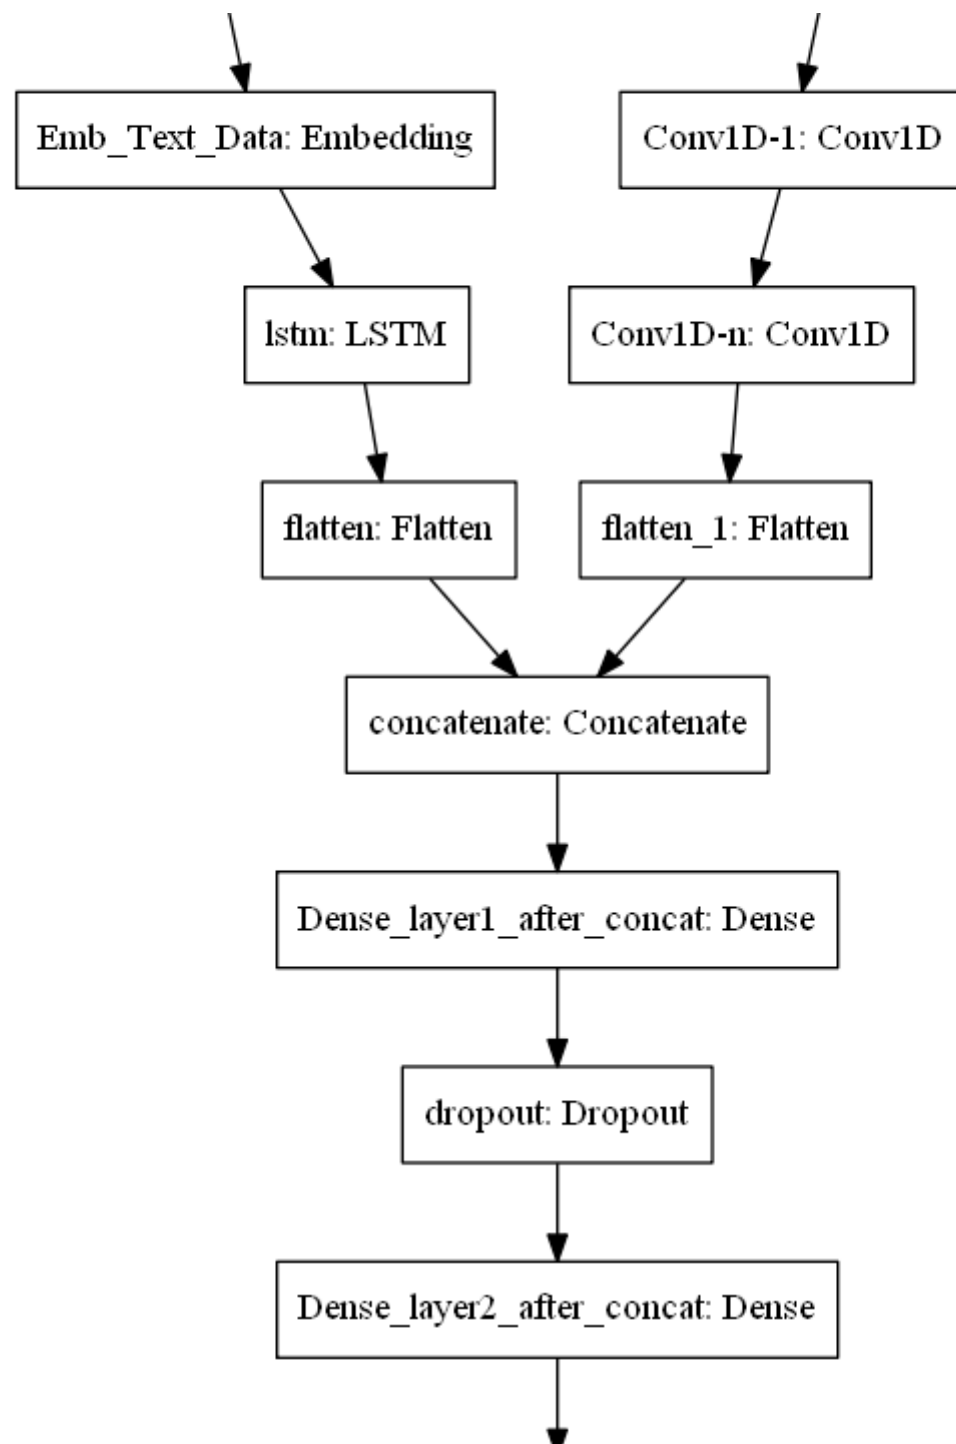 Emb_Text_Data: Embedding
Conv1D-1: Conv1D
lstm: LSTM
Conv1D-n: Conv1D
flatten: Flatten
flatten_1: Flatten
concatenate: Concatenate
Dense_layer1_after_concat: Dense
dropout: Dropout
Dense_layer2_after_concat: Dense